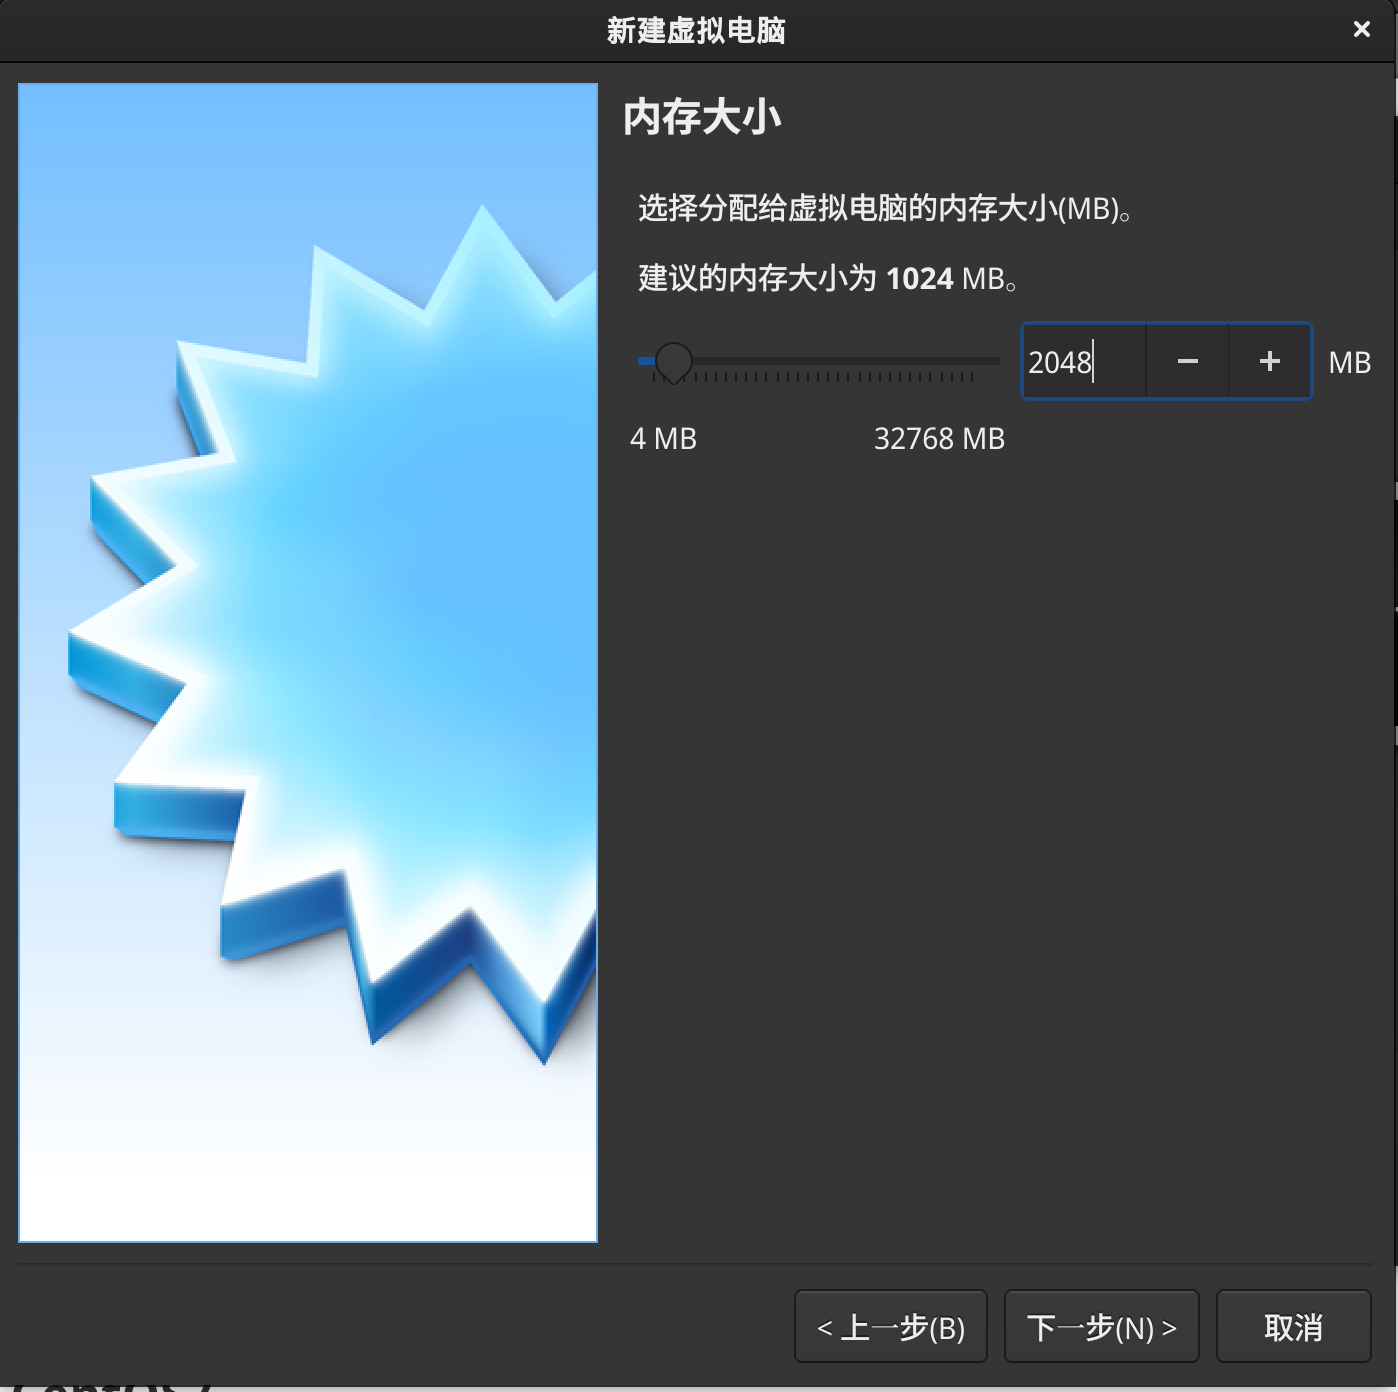 新建虚拟电脑
内存大小
选择分配给虚拟电脑的内存大小(MB)。
建议的内存大小为 1024 MB。
2048 MB
4 MB 32768 MB
< 上一步(B) 下一步(N) > 取消